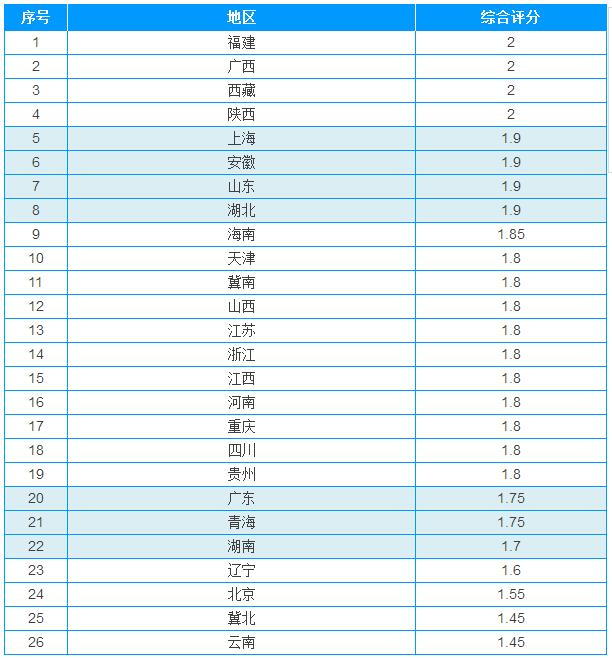 序号 地区 综合评分
1 福建 2
2 广西 2
3 西藏 2
4 陕西 2
5 上海 1.9
6 安徽 1.9
7 山东 1.9
8 湖北 1.9
9 海南 1.85
10 天津 1.8
11 冀南 1.8
12 山西 1.8
13 江苏 1.8
14 浙江 1.8
15 江西 1.8
16 河南 1.8
17 重庆 1.8
18 四川 1.8
19 贵州 1.8
20 广东 1.75
21 青海 1.75
22 湖南 1.7
23 辽宁 1.6
24 北京 1.55
25 冀北 1.45
26 云南 1.45